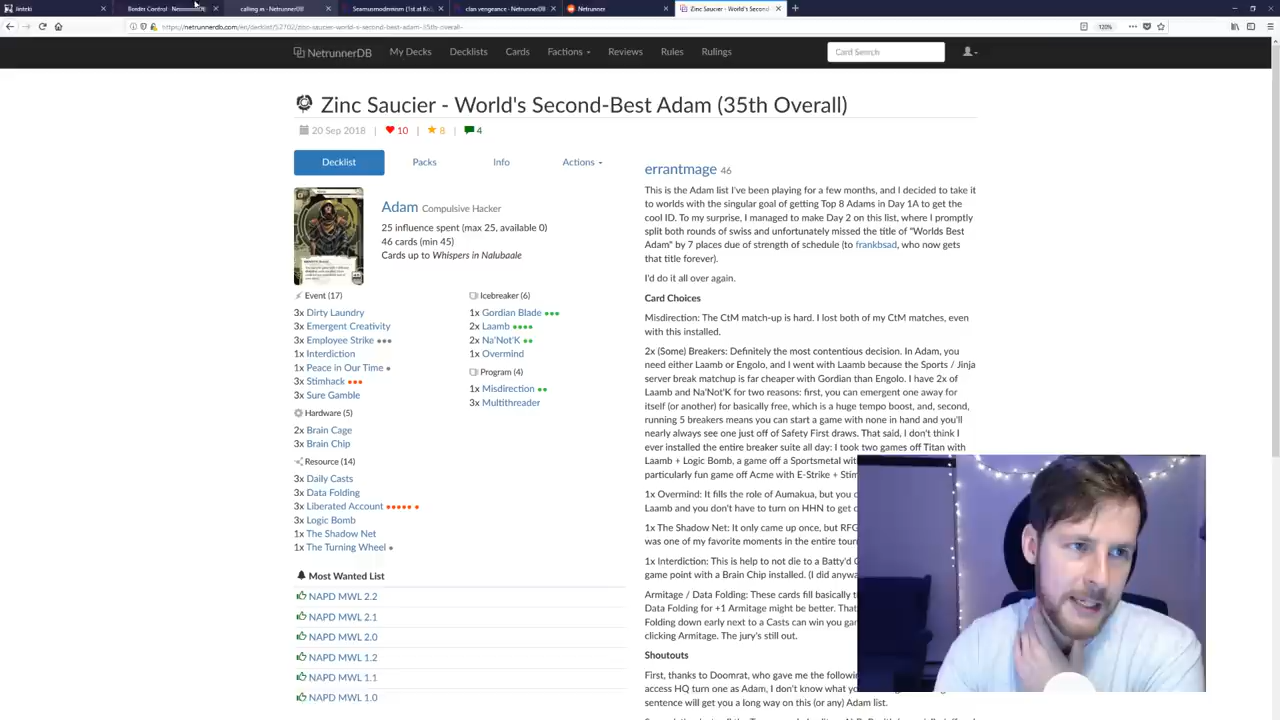 Jinteki
Border Control · NetrunnerDB
calling in · NetrunnerDB
clan vengeance · NetrunnerDB
Netrunner
Zinc Saucier - World's Second-B
120%
NetrunnerDB My Decks Decklists Cards Factions Reviews Rules Rulings Card Search
Zinc Saucier - World's Second-Best Adam (35th Overall)
20 Sep 2018 | 10 | 8 | 4
Decklist Packs Info Actions
Adam Compulsive Hacker
25 influence spent (max 25, available 0)
46 cards (min 45)
Cards up to Whispers in Nalubaale
Event (17)
3x Dirty Laundry
3x Emergent Creativity
3x Employee Strike
1x Interdiction
1x Peace in Our Time
3x Stimhack
3x Sure Gamble
Hardware (5)
2x Brain Cage
3x Brain Chip
Resource (14)
3x Daily Casts
3x Data Folding
3x Liberated Account
3x Logic Bomb
1x The Shadow Net
1x The Turning Wheel
Icebreaker (6)
1x Gordian Blade
2x Laamb
2x Na'Not'K
1x Overmind
Program (4)
1x Misdirection
3x Multithreader
Most Wanted List
NAPD MWL 2.2
NAPD MWL 2.1
NAPD MWL 2.0
NAPD MWL 1.2
NAPD MWL 1.1
NAPD MWL 1.0
errantmage 46
This is the Adam list I've been playing for a few months, and I decided to take it
to worlds with the singular goal of getting Top 8 Adams in Day 1A to get the
cool ID. To my surprise, I managed to make Day 2 on this list, where I promptly
split both rounds of swiss and unfortunately missed the title of "Worlds Best
Adam" by 7 places due of strength of schedule (to frankbsad, who now gets
that title forever).
I'd do it all over again.
Card Choices
Misdirection: The CtM match-up is hard. I lost both of my CtM matches, even
with this installed.
2x (Some) Breakers: Definitely the most contentious decision. In Adam, you
need either Laamb or Engolo, and I went with Laamb because the Sports / Jinja
server break matchup is far cheaper with Gordian than Engolo. I have 2x of
Laamb and Na'Not'K for two reasons: first, you can emergent one away for
itself (or another) for basically free, which is a huge tempo boost, and, second,
running 5 breakers means you can start a game with none in hand and you'll
nearly always see one just off of Safety First draws. That said, I don't think I
ever installed the entire breaker suite all day: I took two games off Titan with
Laamb + Logic Bomb, a game off a Sportsmetal wit
particularly fun game off Acme with E-Strike + Stim
1x Overmind: It fills the role of Aumakua, but you
Laamb and you don't have to turn on HHN to get
1x The Shadow Net: It only came up once, but RFG
was one of my favorite moments in the entire tour
1x Interdiction: This is help to not die to a Batty'd
game point with a Brain Chip installed. (I did anyw
Armitage / Data Folding: These cards fill basically
Data Folding for +1 Armitage might be better. That
Folding down early next to a Casts can win you ga
clicking Armitage. The jury's still out.
Shoutouts
First, thanks to Doomrat, who gave me the followi
access HQ turn one as Adam, I don't know what yo
sentence will get you a long way on this (or any) Adam list.